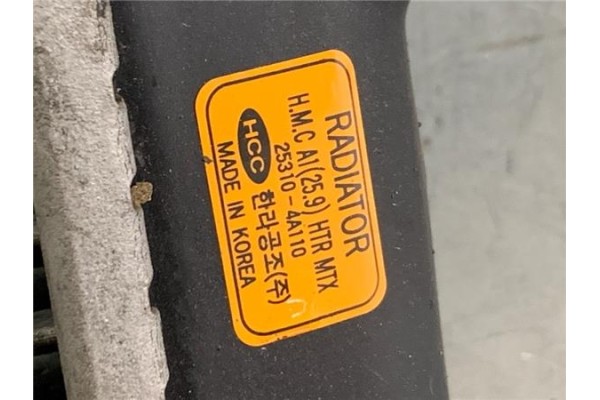 RADIATOR
H.M.C A1(25.9) HTR MTX
25310-4A110
HCC 한라공조(주)
MADE IN KOREA